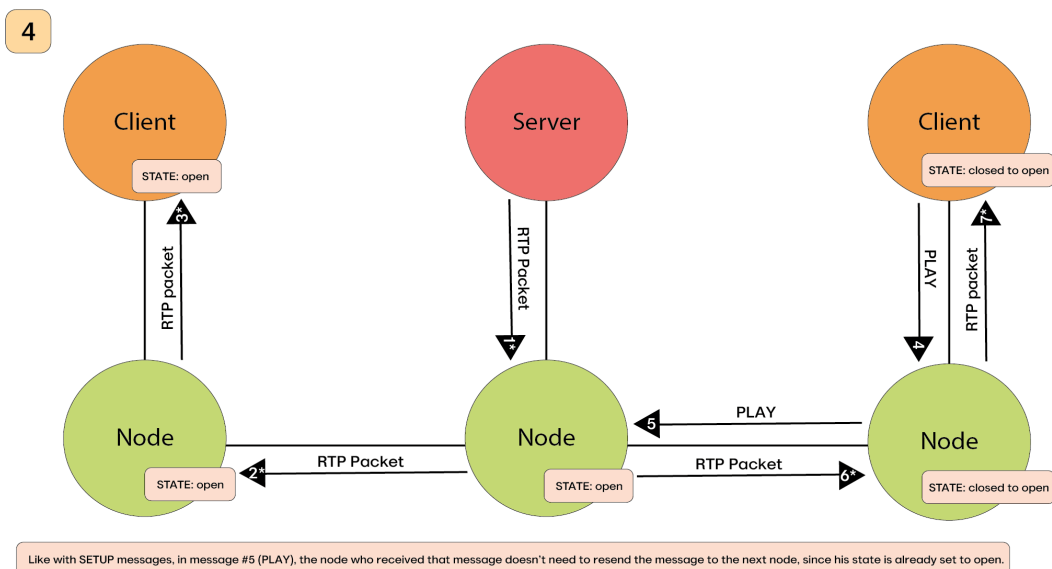 4
Client
Server
Client
STATE: open
STATE: closed to open
3*
RTP packet
RTP Packet
1*
PLAY
4
7*
RTP packet
Node
Node
Node
5
PLAY
2*
RTP Packet
RTP Packet
6*
STATE: open
STATE: open
STATE: closed to open
Like with SETUP messages, in message #5 (PLAY), the node who received that message doesn't need to resend the message to the next node, since his state is already set to open.